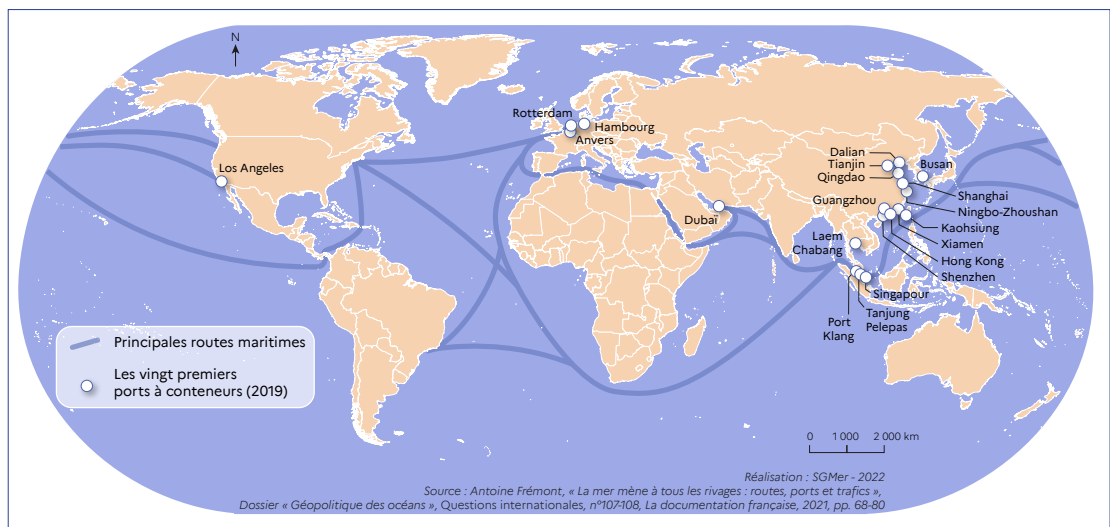 N
Rotterdam
Hambourg
Anvers
Los Angeles
Dalian
Tianjin
Busan
Qingdao
Shanghai
Guangzhou
Ningbo-Zhoushan
Dubaï
Kaohsiung
Laem
Chabang
Xiamen
Hong Kong
Shenzhen
Singapour
Tanjung
Pelepas
Port
Klang
Principales routes maritimes
Les vingt premiers
ports à conteneurs (2019)
0 1 000 2 000 km
Réalisation : SGMer - 2022
Source : Antoine Frémont, « La mer mène à tous les rivages : routes, ports et trafics »,
Dossier « Géopolitique des océans », Questions internationales, n°107-108, La documentation française, 2021, pp. 68-80